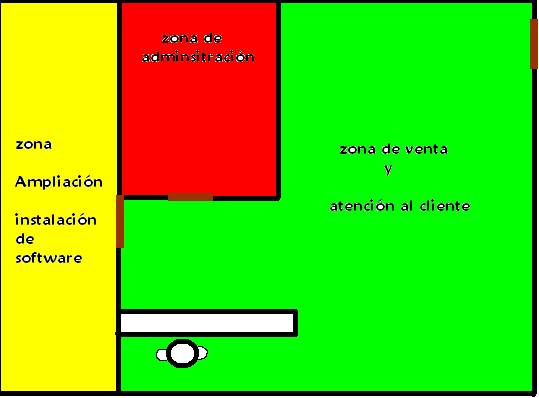 zona de
adminsitración
zona
Ampliación
instalación
de
software
zona de venta
y
atención al cliente